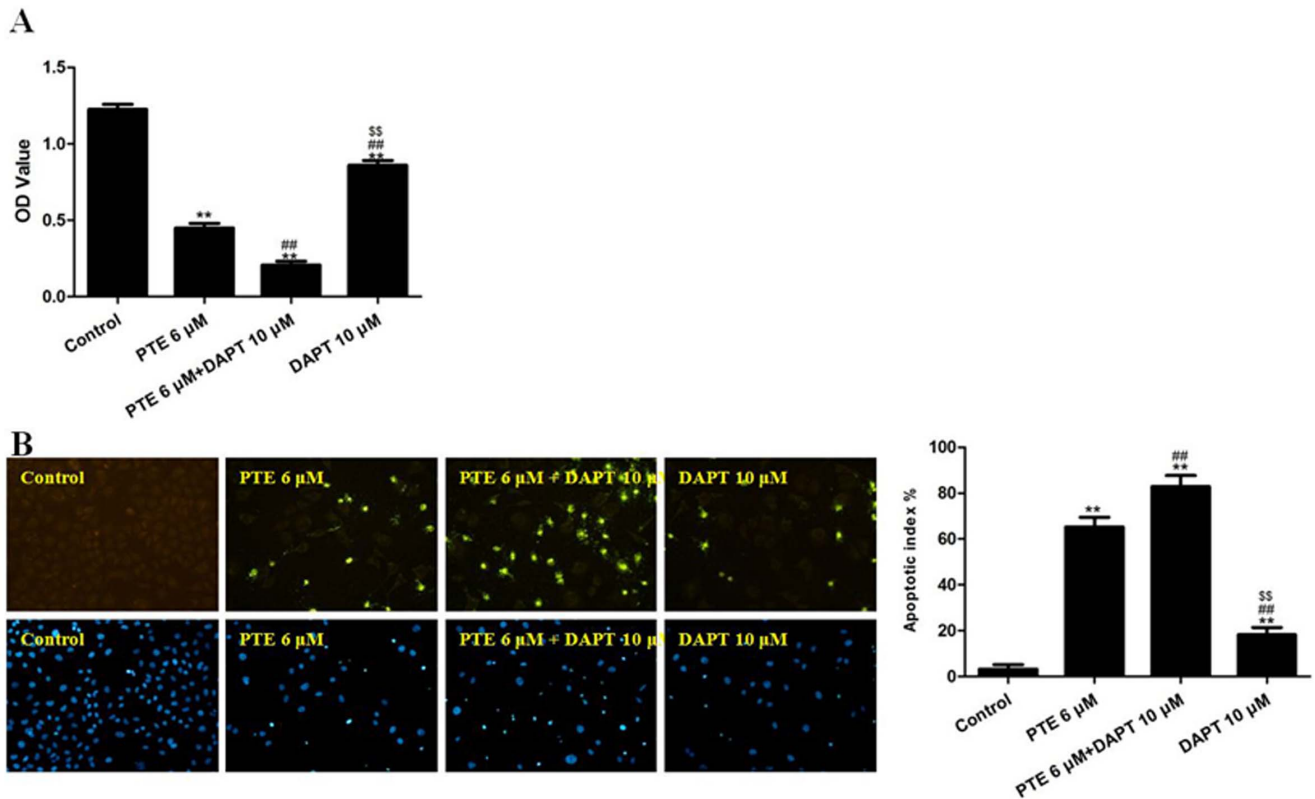 A
1.5
1.0
0.5
0.0
OD Value
**
##
**
$$
##
**
Control
PTE 6 µM
PTE 6 µM+DAPT 10 µM
DAPT 10 µM
B
Control
PTE 6 µM
PTE 6 µM + DAPT 10 µM
DAPT 10 µM
Control
PTE 6 µM
PTE 6 µM + DAPT 10 µM
DAPT 10 µM
100
80
60
40
20
0
Apoptotic index %
**
##
**
$$
##
**
Control
PTE 6 µM
PTE 6 µM+DAPT 10 µM
DAPT 10 µM